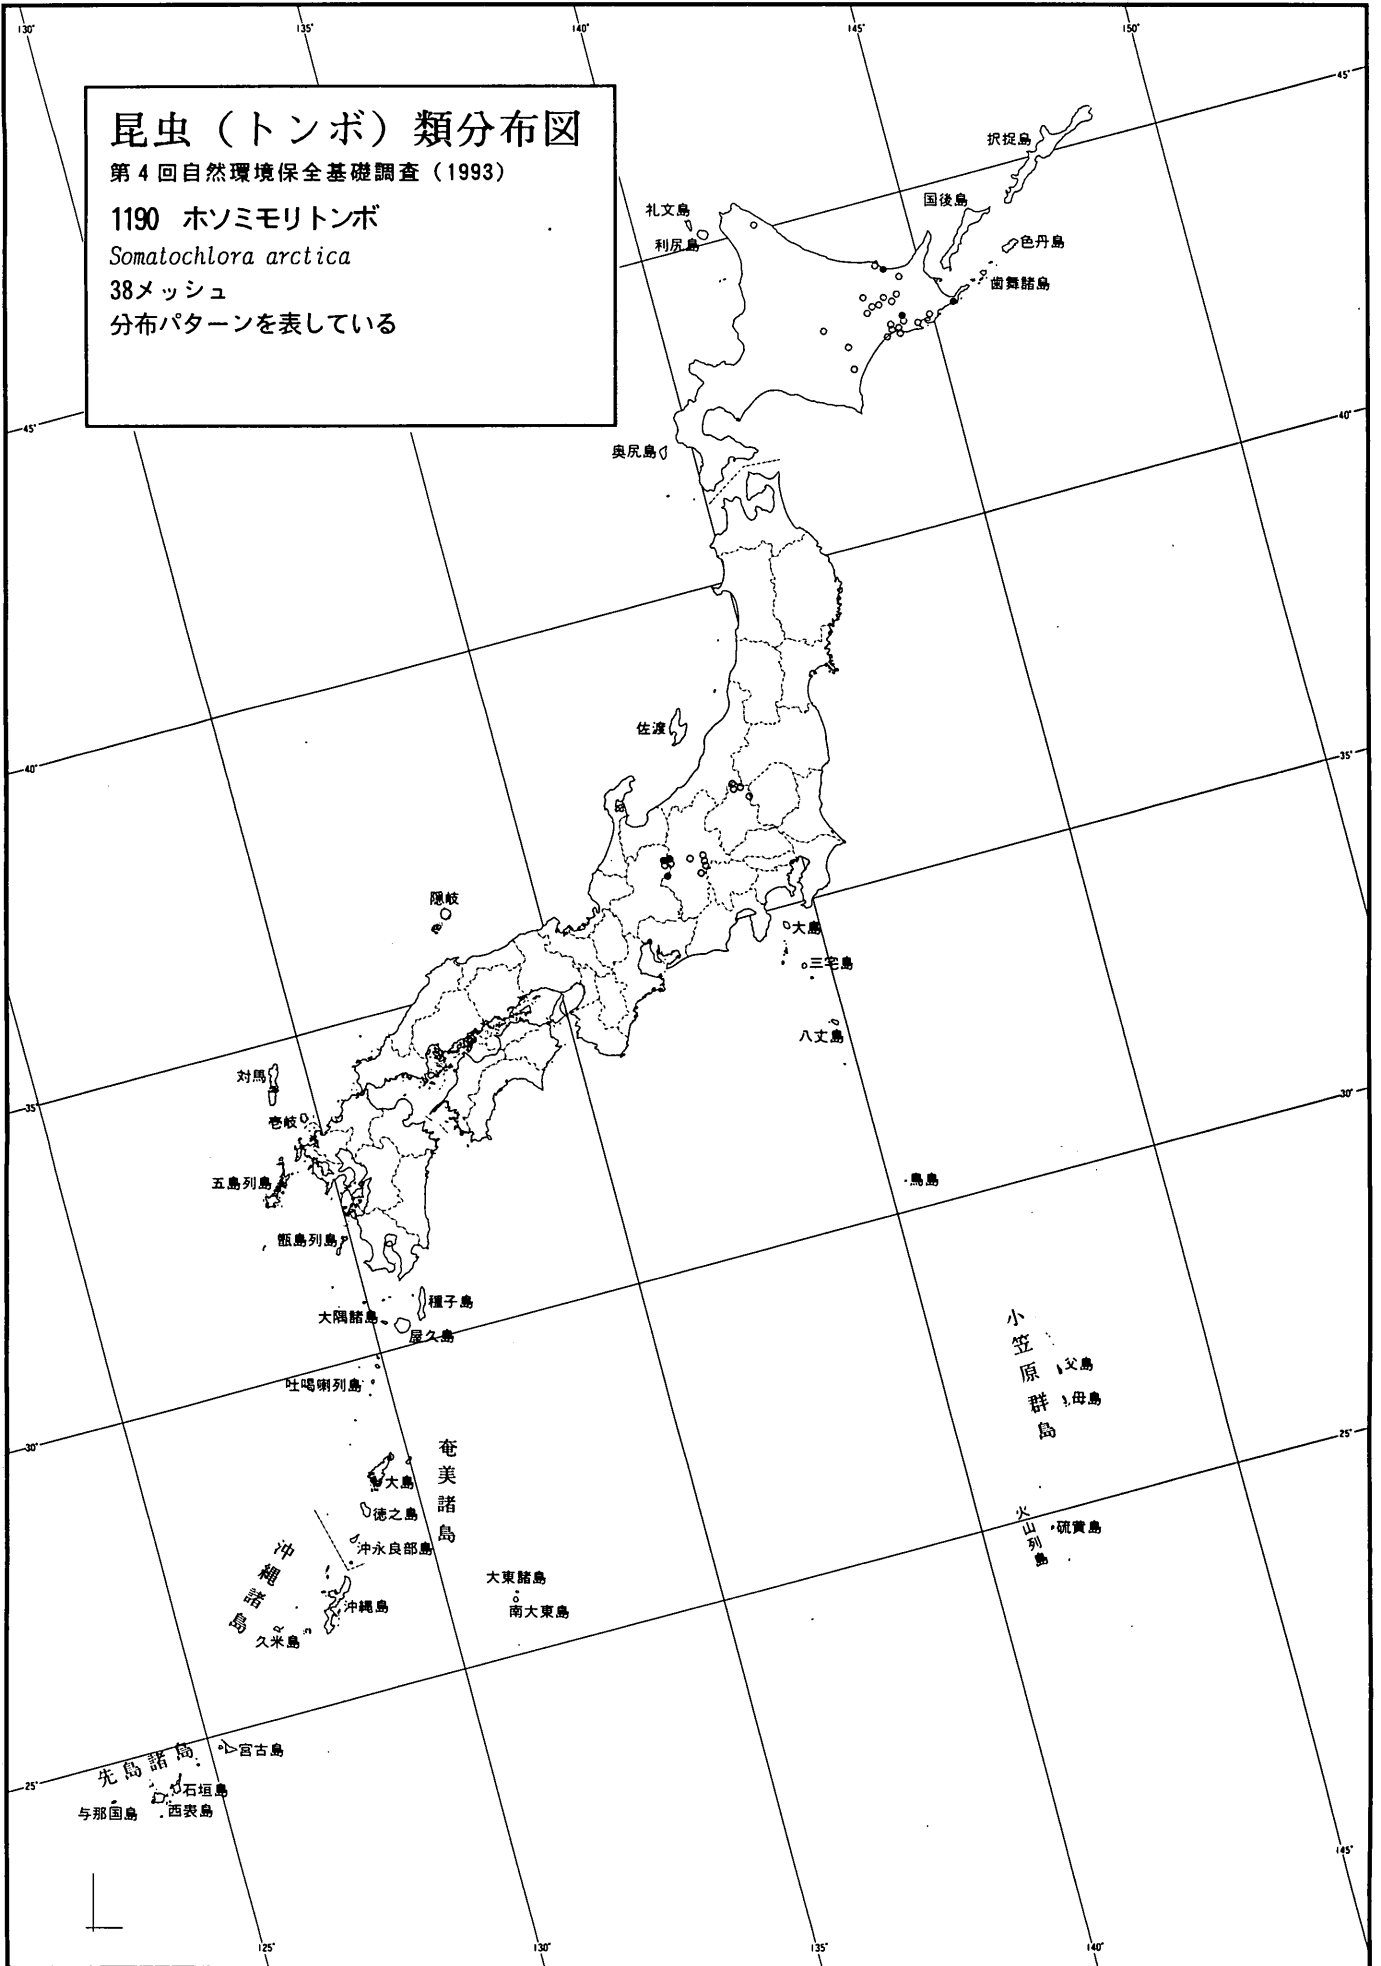 130°
135°
140°
145°
150°
昆虫（トンボ）類分布図
第4回自然環境保全基礎調査（1993）
1190 ホソミモリトンボ
Somatochlora arctica
38メッシュ
分布パターンを表している
45°
択捉島
国後島
礼文島
利尻島
色丹島
歯舞諸島
40°
45°
奥尻島
佐渡
35°
40°
隠岐
大島
三宅島
八丈島
対馬
壱岐
30°
35°
五島列島
鳥島
甑島列島
種子島
大隅諸島
屋久島
吐噶喇列島
小笠原群島
父島
母島
25°
30°
奄美諸島
大島
徳之島
沖永良部島
火山列島
硫黄島
沖縄諸島
沖縄島
久米島
大東諸島
南大東島
先島諸島
宮古島
石垣島
西表島
与那国島
25°
145°
125°
130°
135°
140°